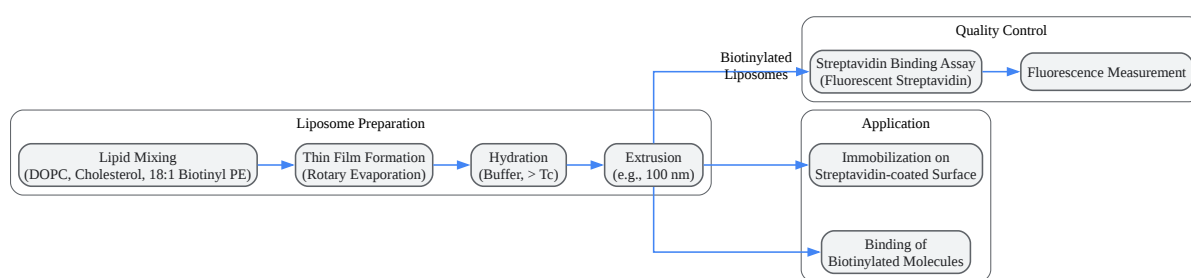 Quality Control
Biotinylated
Liposomes
Streptavidin Binding Assay
(Fluorescent Streptavidin)
Fluorescence Measurement
Liposome Preparation
Lipid Mixing
(DOPC, Cholesterol, 18:1 Biotinyl PE)
Thin Film Formation
(Rotary Evaporation)
Hydration
(Buffer, > Tc)
Extrusion
(e.g., 100 nm)
Application
Immobilization on
Streptavidin-coated Surface
Binding of
Biotinylated Molecules